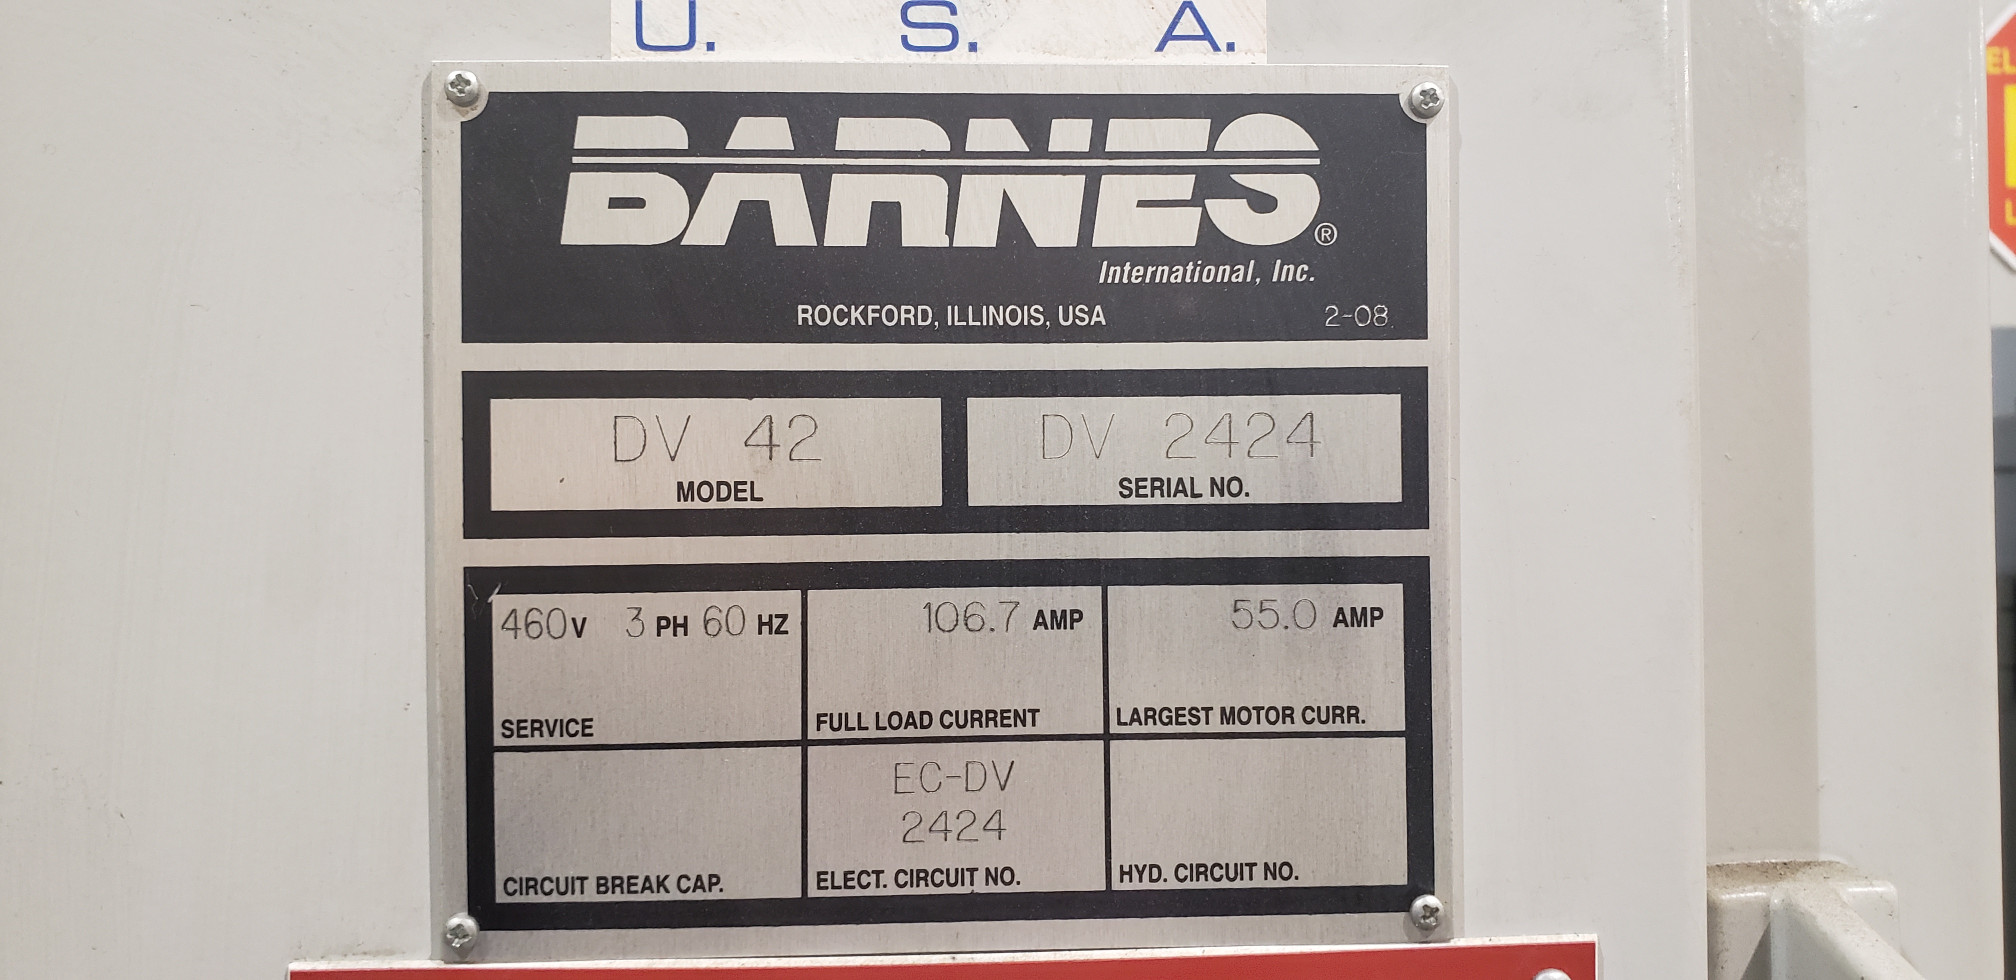 U. S. A.
BARNES®
International, Inc.
ROCKFORD, ILLINOIS, USA 2-08
DV 42 DV 2424
MODEL SERIAL NO.
460V 3 PH 60 HZ 106.7 AMP 55.0 AMP
SERVICE FULL LOAD CURRENT LARGEST MOTOR CURR.
EC-DV
2424
CIRCUIT BREAK CAP. ELECT. CIRCUIT NO. HYD. CIRCUIT NO.